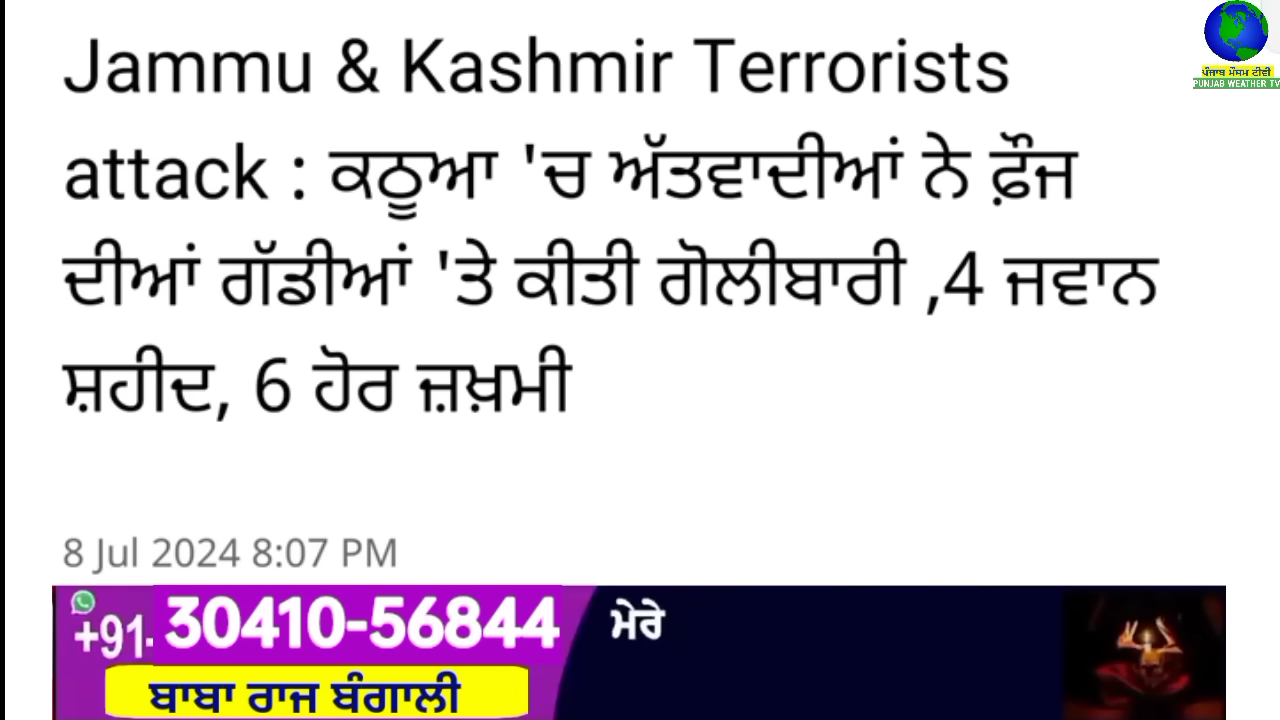 Jammu & Kashmir Terrorists
attack : ਕਠੂਆ 'ਚ ਅੱਤਵਾਦੀਆਂ ਨੇ ਫ਼ੌਜ
ਦੀਆਂ ਗੱਡੀਆਂ 'ਤੇ ਕੀਤੀ ਗੋਲੀਬਾਰੀ ,4 ਜਵਾਨ
ਸ਼ਹੀਦ, 6 ਹੋਰ ਜ਼ਖ਼ਮੀ
8 Jul 2024 8:07 PM
ਪੰਜਾਬ ਮੌਸਮ ਟੀਵੀ
PUNJAB WEATHER TV
+91- 30410-56844
ਮੇਰੇ
ਬਾਬਾ ਰਾਜ ਬੰਗਾਲੀ